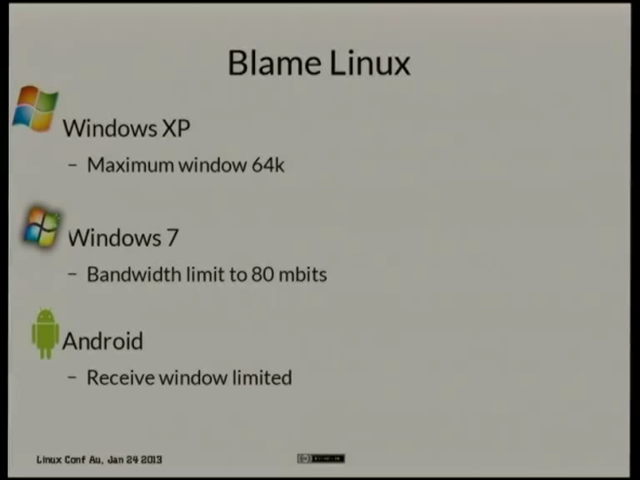 Blame Linux
Windows XP
– Maximum window 64k
Windows 7
– Bandwidth limit to 80 mbits
Android
– Receive window limited
Linux Conf Au, Jan 24 2013